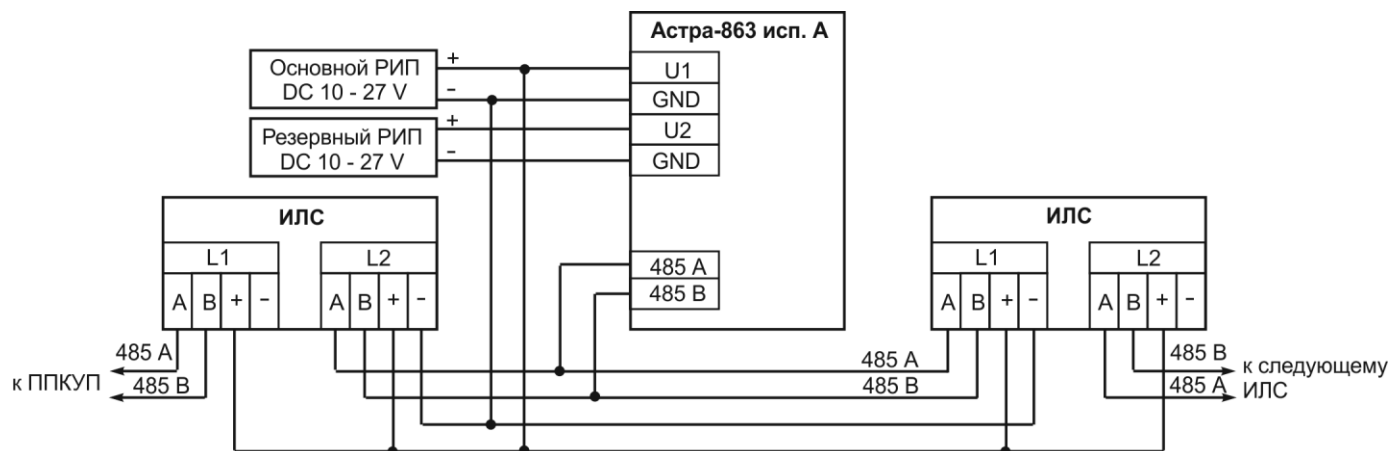 Астра-863 исп. А
Основной РИП
DC 10 - 27 V
+
-
U1
GND
Резервный РИП
DC 10 - 27 V
+
-
U2
GND
485 A
485 B
ИЛС
L1
L2
A B + -
A B + -
ИЛС
L1
L2
A B + -
A B + -
485 A
к ППКУП
485 B
485 A
485 B
485 B
к следующему
485 A
ИЛС